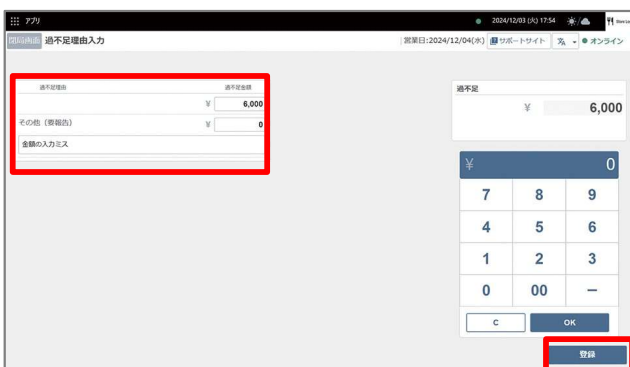 アプリ
2024/12/03 (火) 17:54
過不足理由入力
営業日:2024/12/04(水)
サポートサイト
オンライン
過不足理由 過不足金額
¥ 6,000
その他（要報告） ¥ 0
金額の入力ミス
過不足
¥ 6,000
¥ 0
7 8 9
4 5 6
1 2 3
0 00 －
C OK
登録